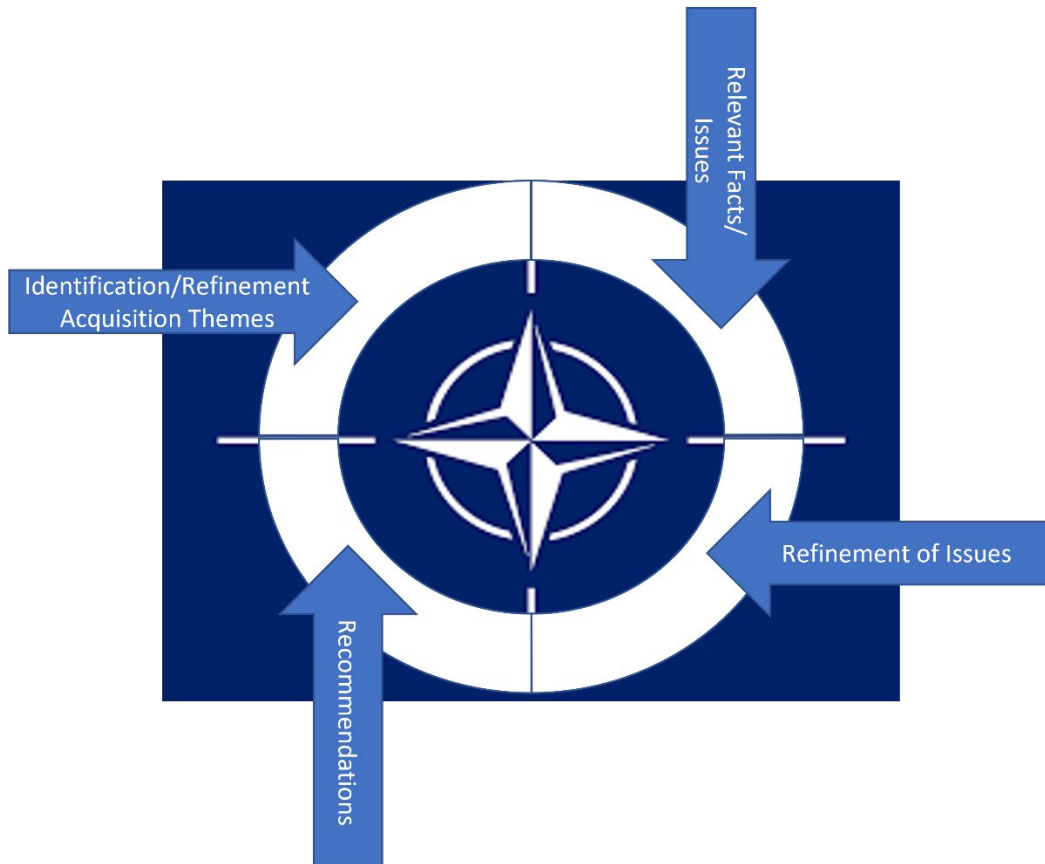 Relevant Facts/
Issues
Identification/Refinement
Acquisition Themes
Refinement of Issues
Recommendations